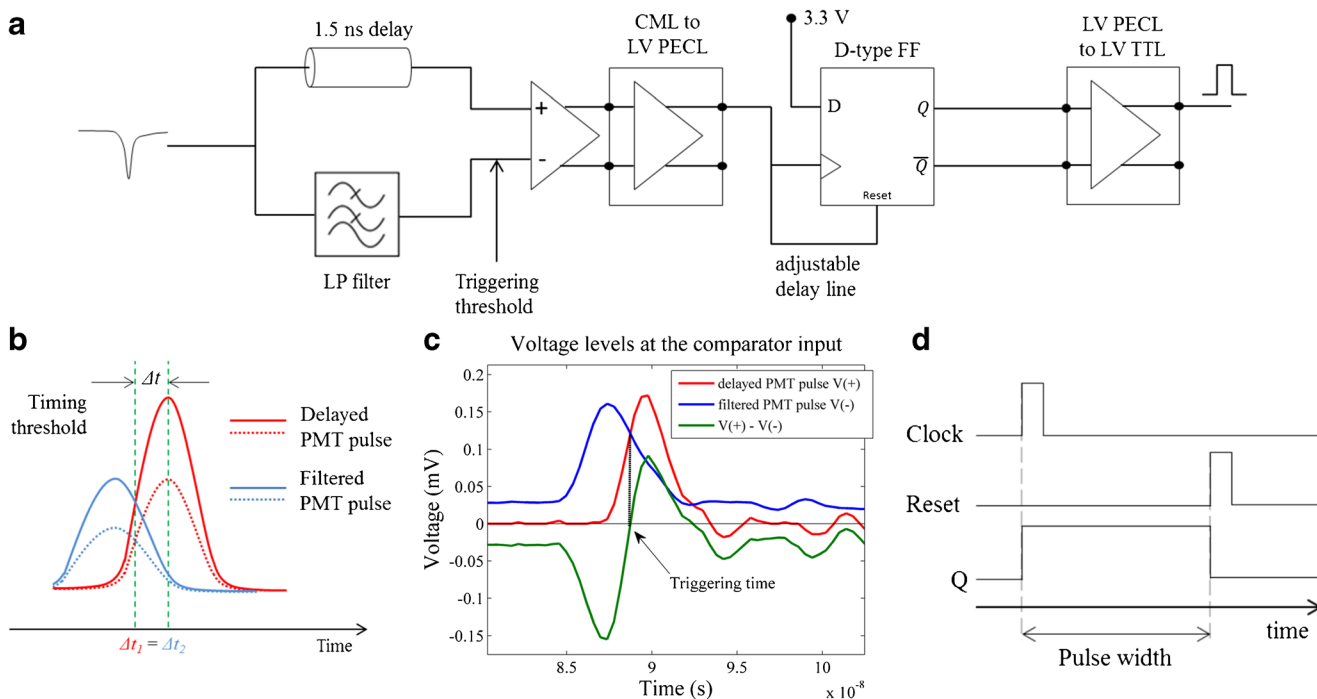 a
1.5 ns delay
CML to
LV PECL
3.3 V
D-type FF
LV PECL
to LV TTL
+
-
D
Q
Q̅
Reset
LP filter
Triggering
threshold
adjustable
delay line
b
Δt
Timing
threshold
Delayed
PMT pulse
Filtered
PMT pulse
Time
Δt₁ = Δt₂
c
Voltage levels at the comparator input
delayed PMT pulse V(+)
filtered PMT pulse V(-)
V(+) - V(-)
Voltage (mV)
0.2
0.15
0.1
0.05
0
-0.05
-0.1
-0.15
Triggering time
8.5
9
9.5
10
x 10⁻⁸
Time (s)
d
Clock
Reset
Q
time
Pulse width